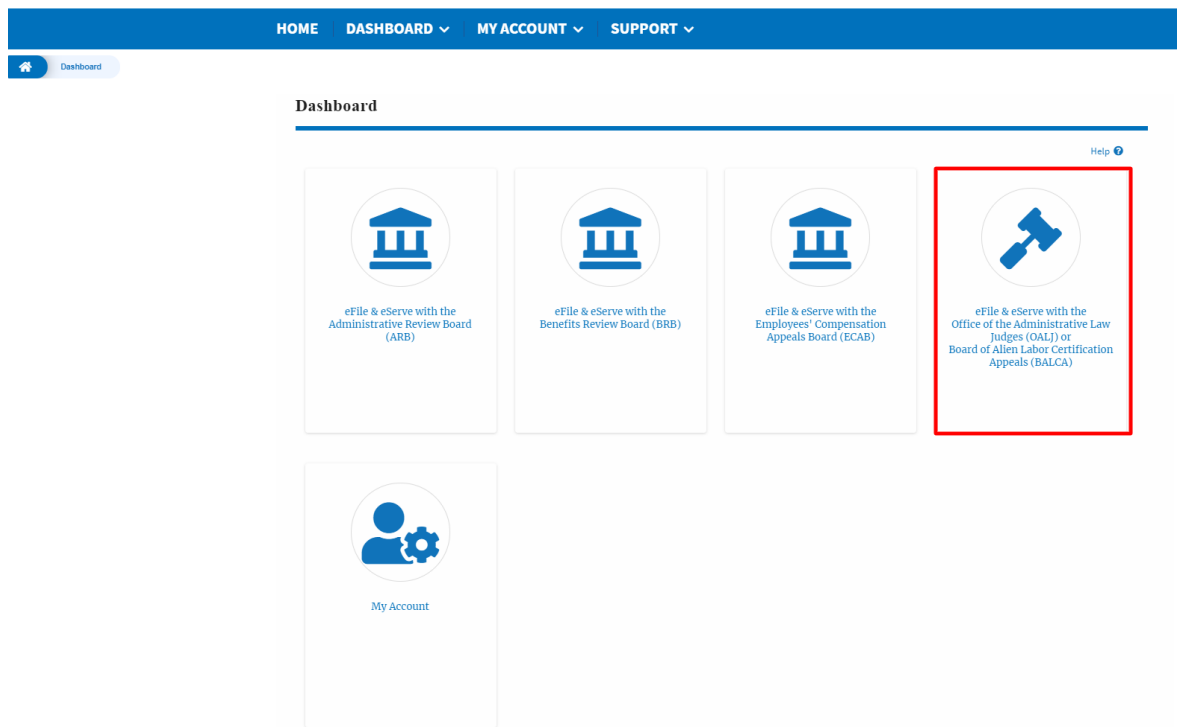 HOME DASHBOARD MY ACCOUNT SUPPORT
Dashboard
Dashboard
Help
eFile & eServe with the
Administrative Review Board
(ARB)
eFile & eServe with the
Benefits Review Board (BRB)
eFile & eServe with the
Employees' Compensation
Appeals Board (ECAB)
eFile & eServe with the
Office of the Administrative Law
Judges (OALJ) or
Board of Alien Labor Certification
Appeals (BALCA)
My Account